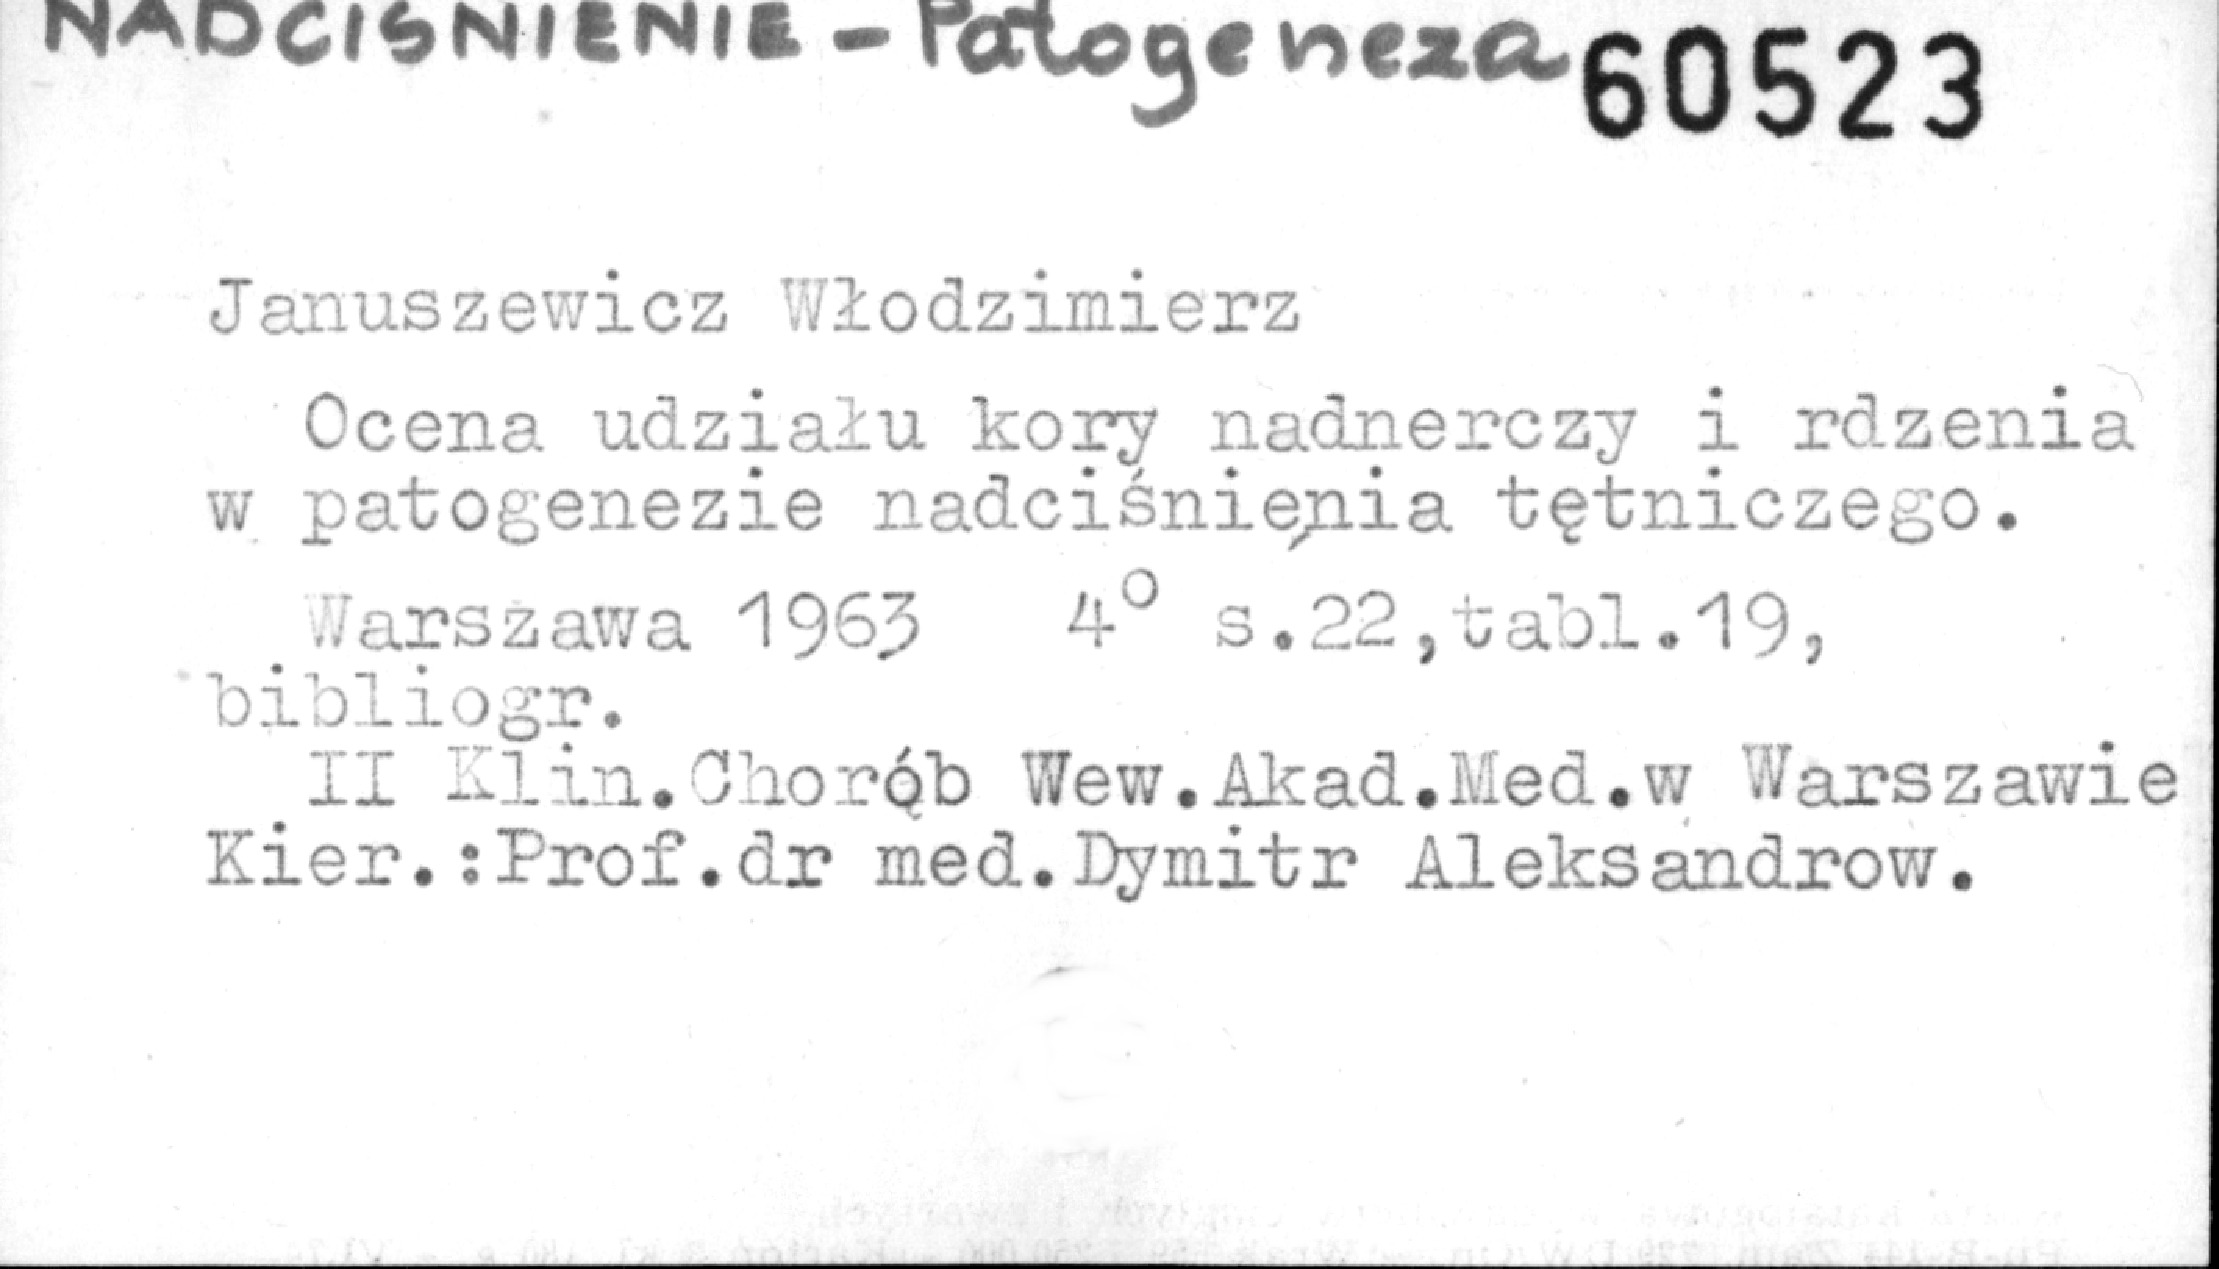 NADCIŚNIENIE - Patogeneza 60523
Januszewicz Włodzimierz
Ocena udziału kory nadnerczy i rdzenia
w patogenezie nadciśnienia tętniczego.
Warszawa 1963 4° s.22,tabl.19,
bibliogr.
II Klin.Chorób Wew.Akad.Med.w Warszawie
Kier.:Prof.dr med.Dymitr Aleksandrow.